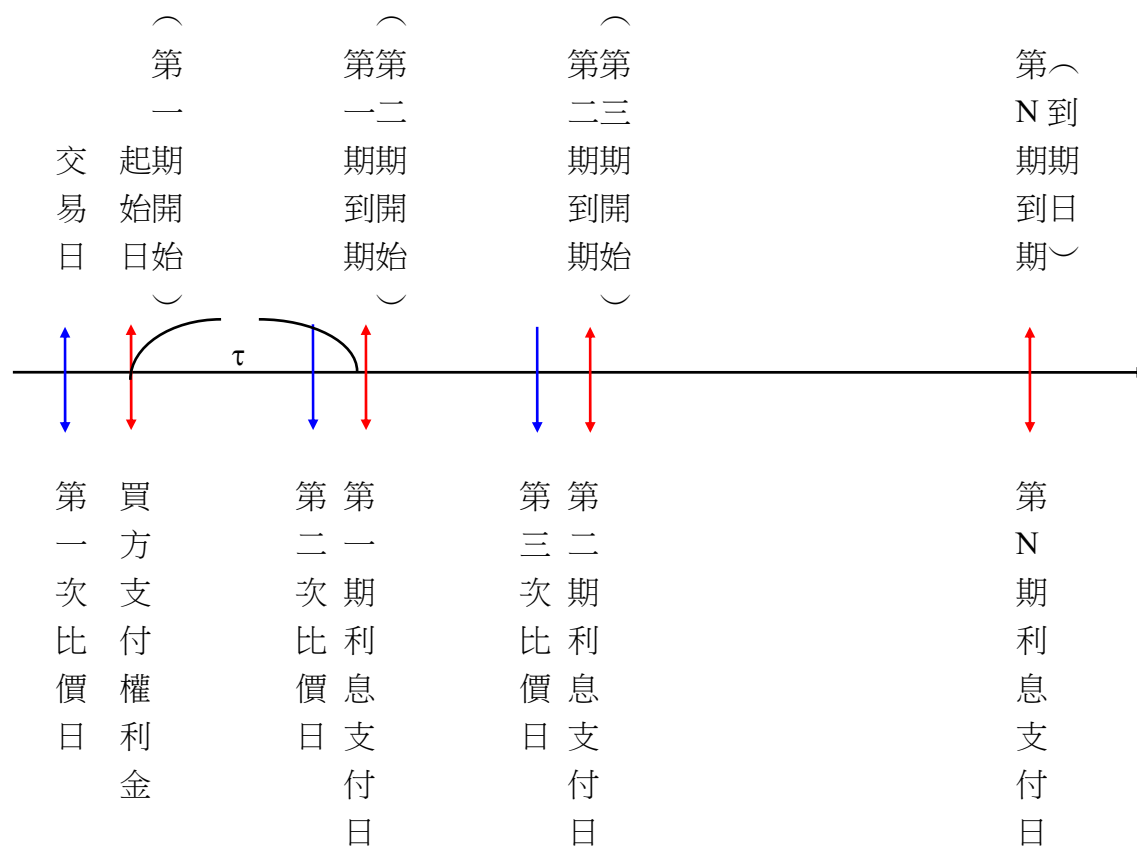 交易日
起始日
（第一期開始）
第一期到期
（第二期開始）
第二期到期
（第三期開始）
第N期到期
（到期日）
τ
第一次比價日
買方支付權利金
第二次比價日
第一期利息支付日
第三次比價日
第二期利息支付日
第N期利息支付日